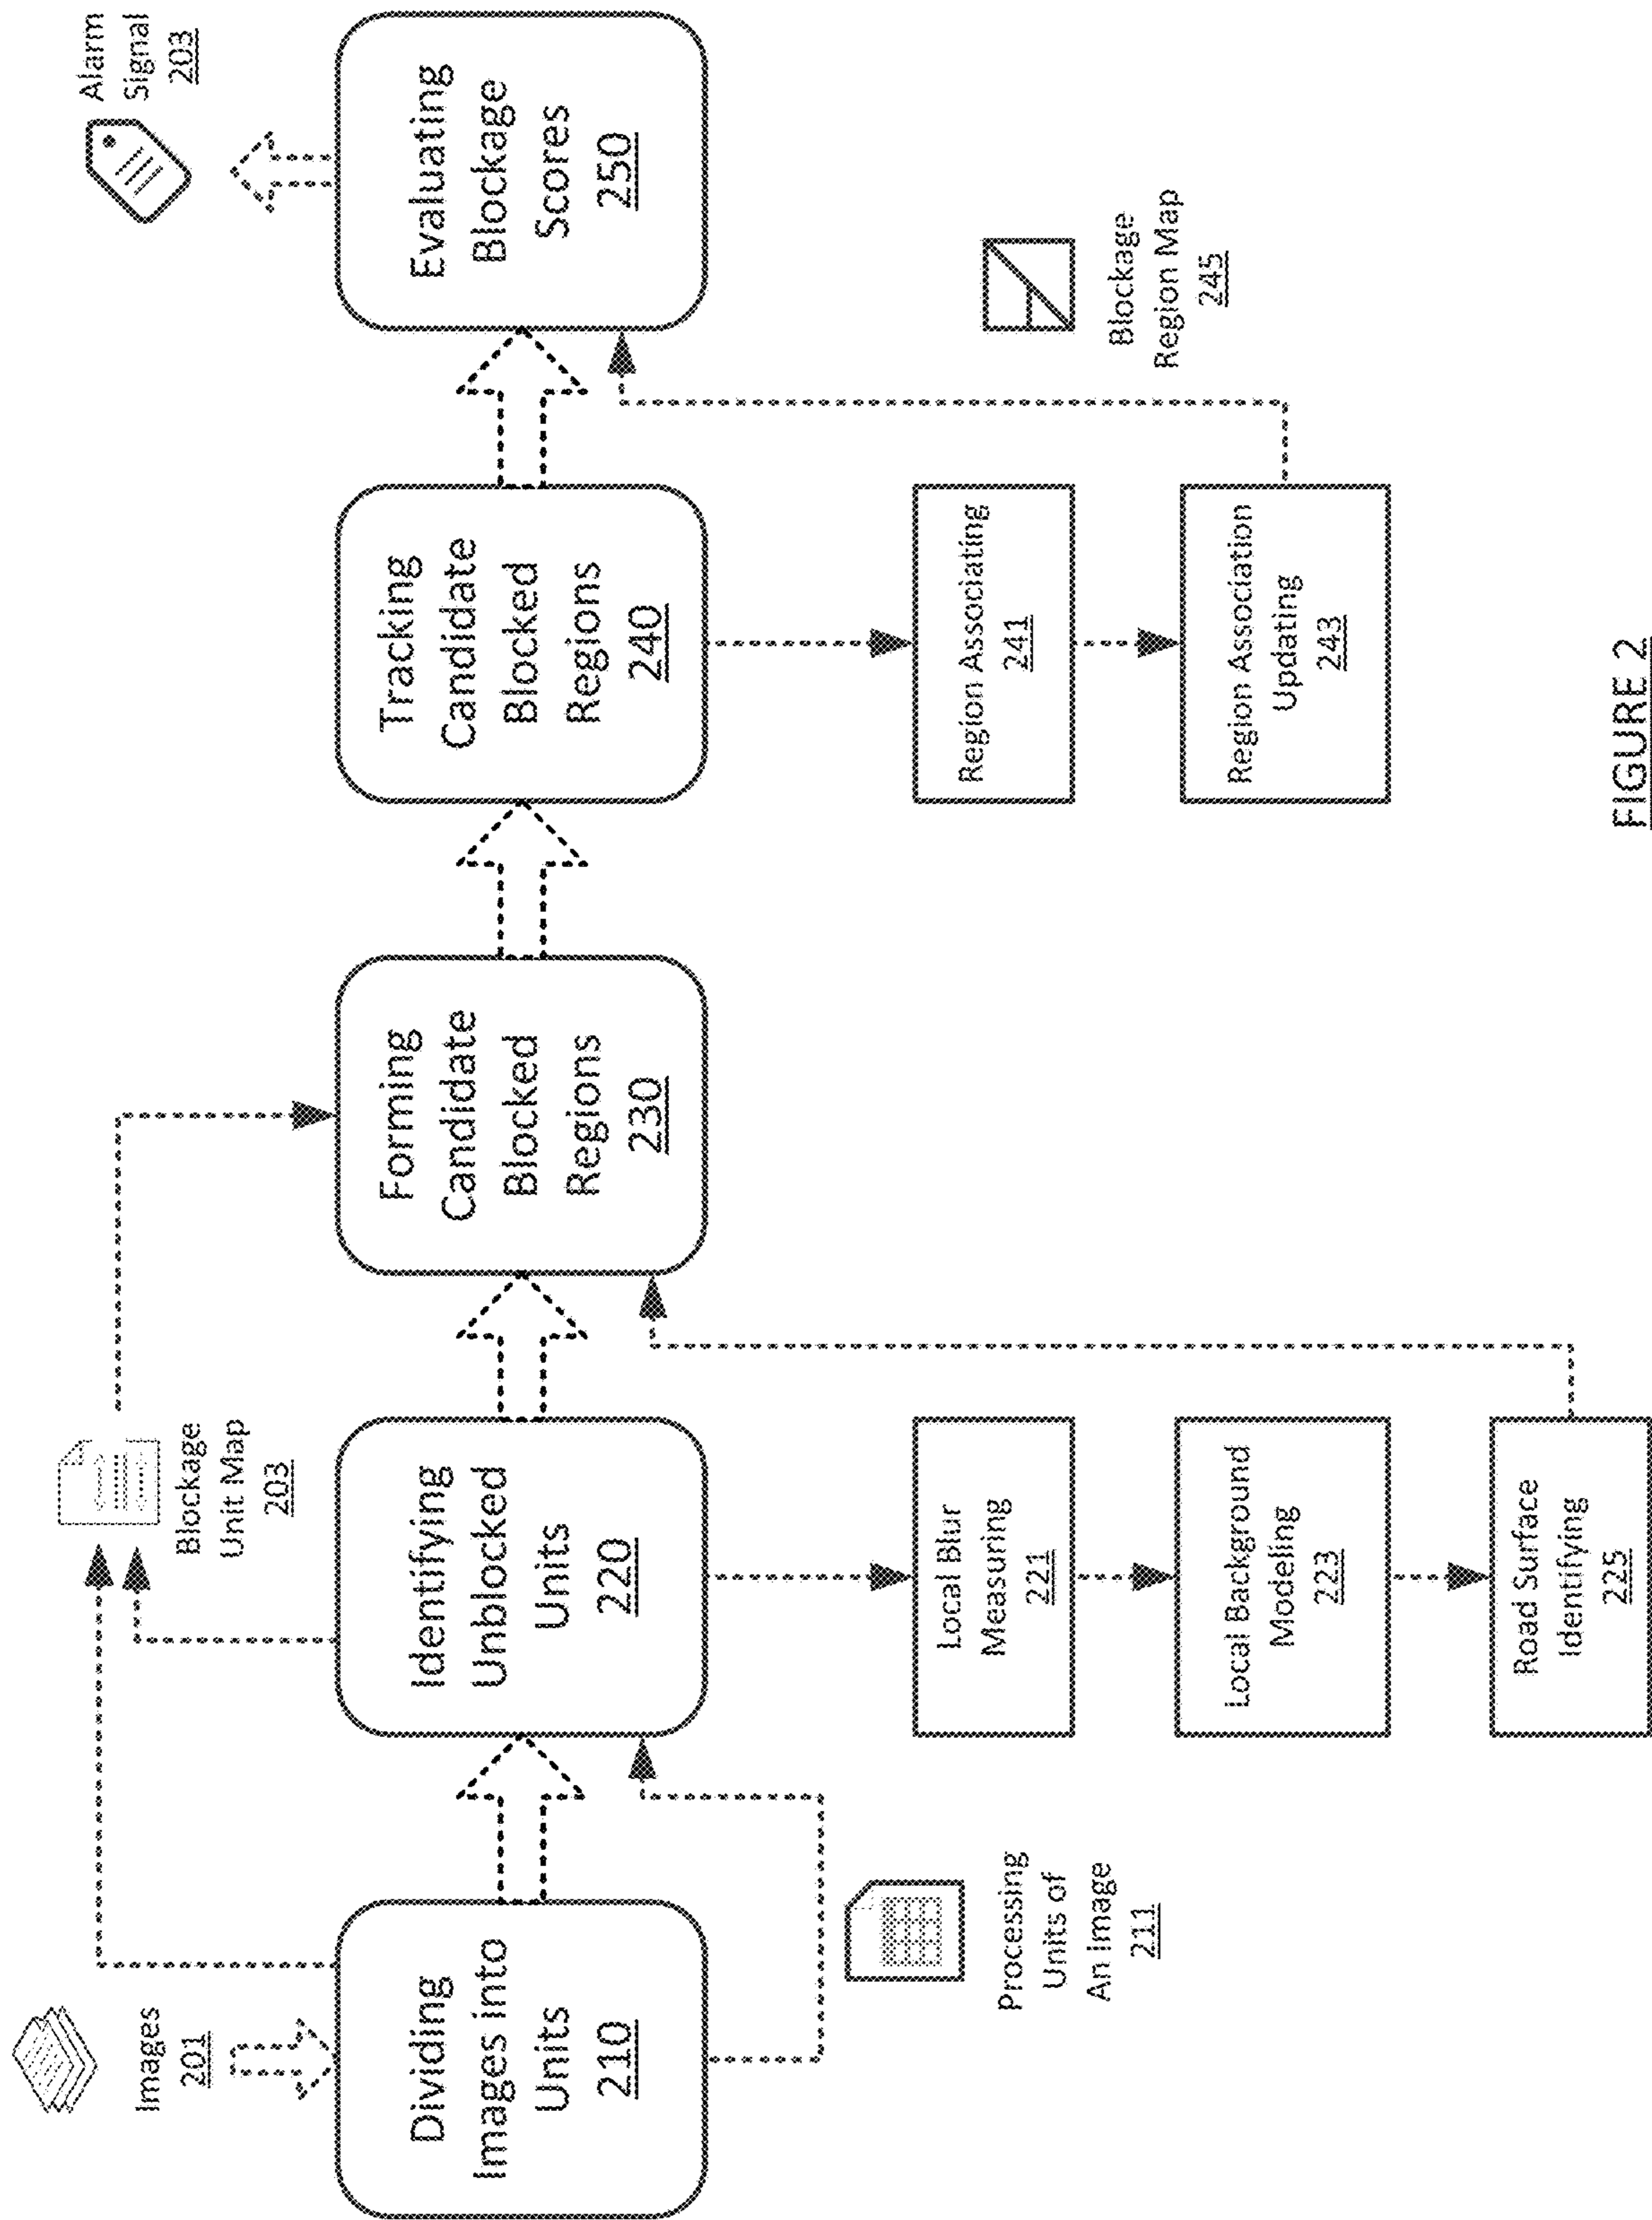 Images
201
Dividing
Images into
Units
210
Processing
Units of
An Image
211
Blockage
Unit Map
203
Identifying
Unblocked
Units
220
Local Blur
Measuring
221
Local Background
Modeling
223
Road Surface
Identifying
225
Forming
Candidate
Blocked
Regions
230
Tracking
Candidate
Blocked
Regions
240
Region Associating
241
Region Association
Updating
243
Alarm
Signal
203
Evaluating
Blockage
Scores
250
Blockage
Region Map
245
FIGURE 2